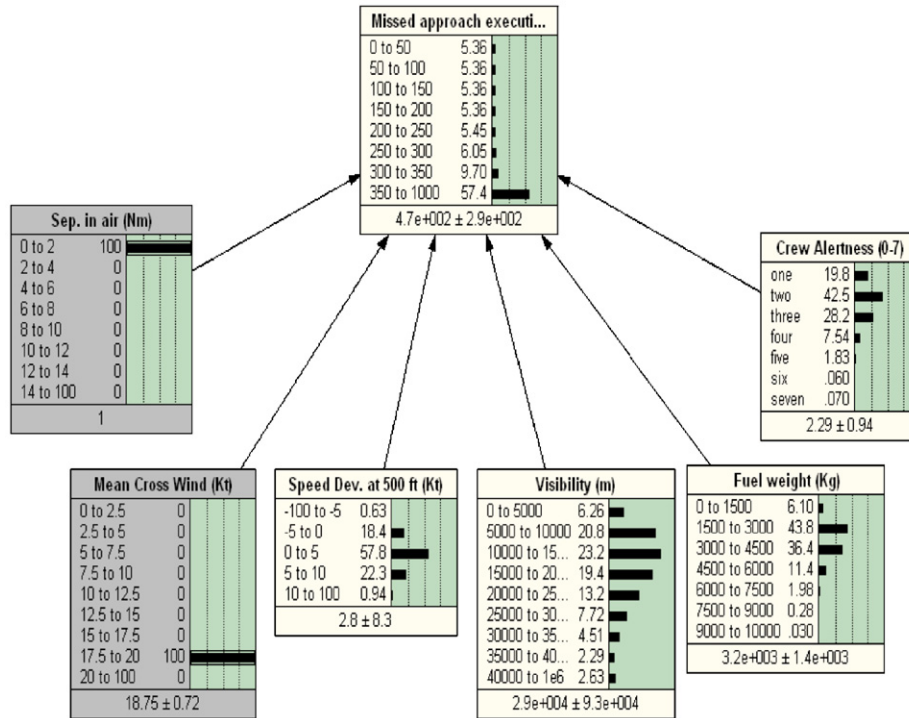 Missed approach executi...
0 to 50 5.36
50 to 100 5.36
100 to 150 5.36
150 to 200 5.36
200 to 250 5.45
250 to 300 6.05
300 to 350 9.70
350 to 1000 57.4
4.7e+002 ± 2.9e+002
Sep. in air (Nm)
0 to 2 100
2 to 4 0
4 to 6 0
6 to 8 0
8 to 10 0
10 to 12 0
12 to 14 0
14 to 100 0
1
Crew Alertness (0-7)
one 19.8
two 42.5
three 28.2
four 7.54
five 1.83
six .060
seven .070
2.29 ± 0.94
Mean Cross Wind (Kt)
0 to 2.5 0
2.5 to 5 0
5 to 7.5 0
7.5 to 10 0
10 to 12.5 0
12.5 to 15 0
15 to 17.5 0
17.5 to 20 100
20 to 100 0
18.75 ± 0.72
Speed Dev. at 500 ft (Kt)
-100 to -5 0.63
-5 to 0 18.4
0 to 5 57.8
5 to 10 22.3
10 to 100 0.94
2.8 ± 8.3
Visibility (m)
0 to 5000 6.26
5000 to 10000 20.8
10000 to 15... 23.2
15000 to 20... 19.4
20000 to 25... 13.2
25000 to 30... 7.72
30000 to 35... 4.51
35000 to 40... 2.29
40000 to 1e6 2.63
2.9e+004 ± 9.3e+004
Fuel weight (Kg)
0 to 1500 6.10
1500 to 3000 43.8
3000 to 4500 36.4
4500 to 6000 11.4
6000 to 7500 1.98
7500 to 9000 0.28
9000 to 10000 .030
3.2e+003 ± 1.4e+003